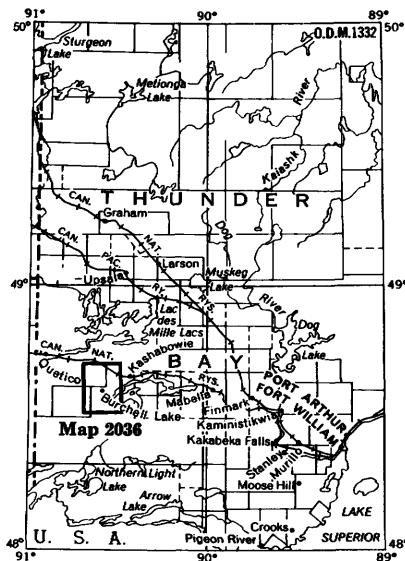 91° 90° 89°
50° 50°
O.D.M.1332
Sturgeon
Lake
Metionga
Lake
River
Kaiashk
THUNDER
CAN.
Graham
NAT.
RYS.
Dog
River
CAN.
PAC.
RY.
Larson
Upsala
Muskeg
Lake
49° 49°
Lac
des
Mille Lacs
Dog
Lake
CAN.
NAT.
RYS.
Kashabowie
BAY
Quetico
PORT ARTHUR
FORT WILLIAM
Burchell Lake
Mabella
Finmark
Kaministikwia
Map 2036
Kakabeka Falls
Stanley
Murillo
Northern Light
Lake
Moose Hill
Arrow
Lake
LAKE
SUPERIOR
Crooks
Pigeon River
48° 48°
U. S. A.
91° 90° 89°